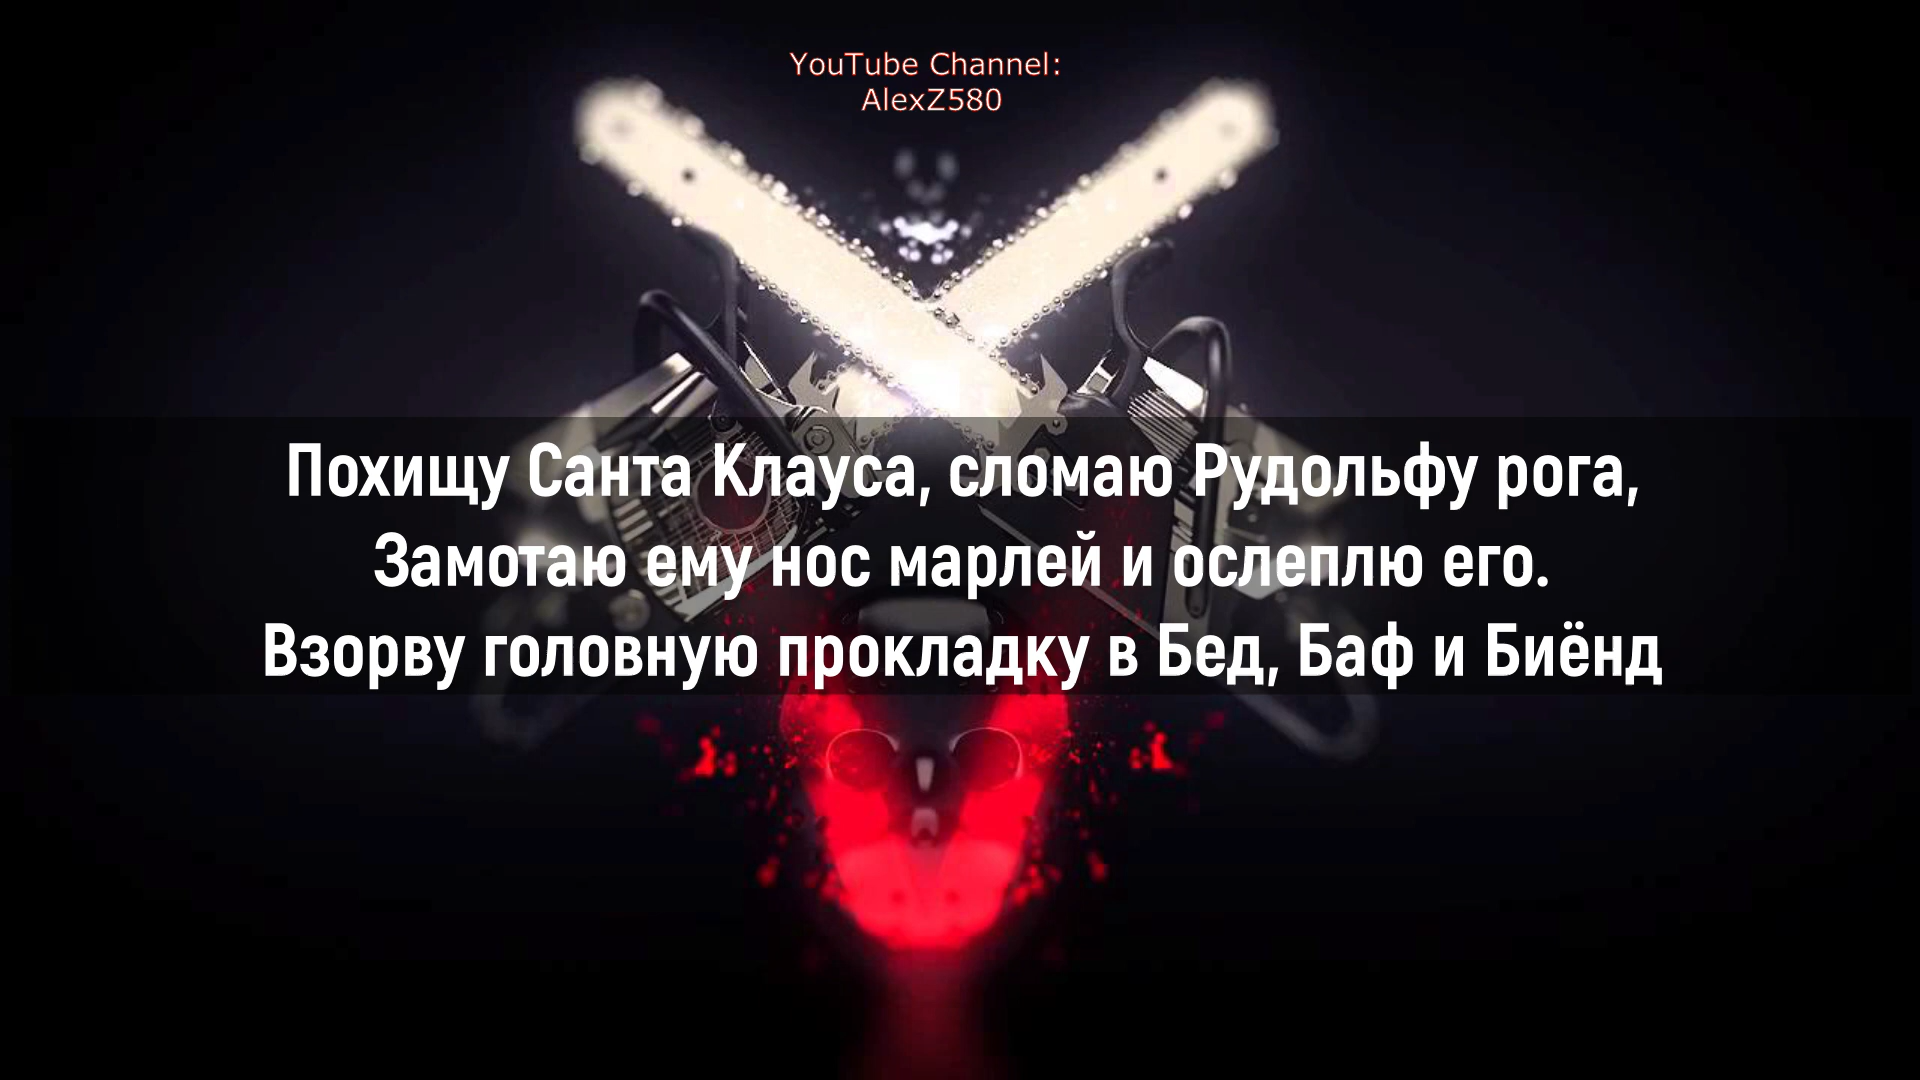 YouTube Channel:
AlexZ580
Похищу Санта Клауса, сломаю Рудольфу рога,
Замотаю ему нос марлей и ослеплю его.
Взорву головную прокладку в Бед, Баф и Биёнд